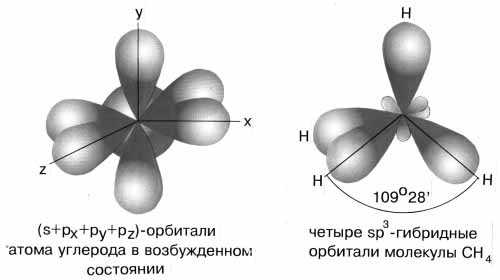 y
x
z
(s+px+py+pz)-орбитали
атома углерода в возбужденном
состоянии
H
H
H
H
109°28'
четыре sp³-гибридные
орбитали молекулы CH₄